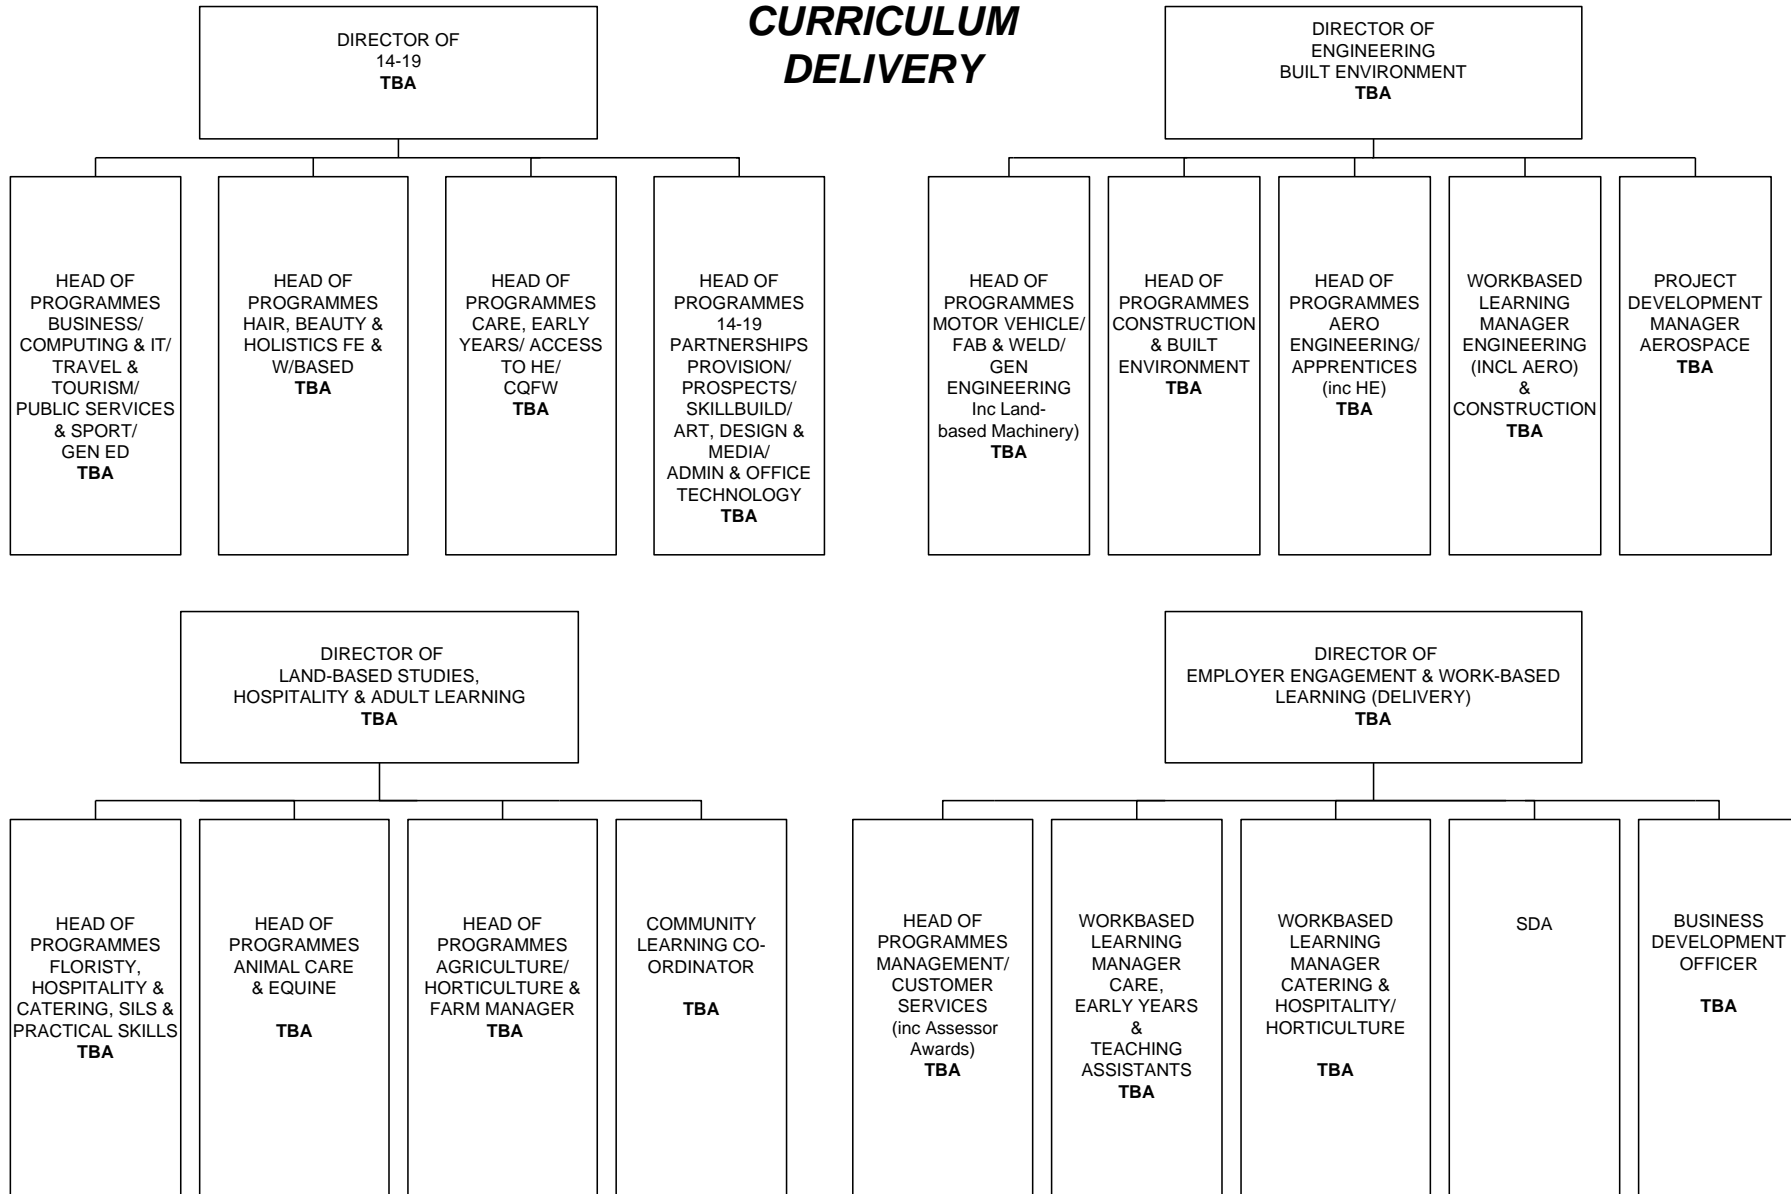 CURRICULUM
DELIVERY
DIRECTOR OF
14-19
TBA
DIRECTOR OF
ENGINEERING
BUILT ENVIRONMENT
TBA
HEAD OF
PROGRAMMES
BUSINESS/
COMPUTING & IT/
TRAVEL &
TOURISM/
PUBLIC SERVICES
& SPORT/
GEN ED
TBA
HEAD OF
PROGRAMMES
HAIR, BEAUTY &
HOLISTICS FE &
W/BASED
TBA
HEAD OF
PROGRAMMES
CARE, EARLY
YEARS/ ACCESS
TO HE/
CQFW
TBA
HEAD OF
PROGRAMMES
14-19
PARTNERSHIPS
PROVISION/
PROSPECTS/
SKILLBUILD/
ART, DESIGN &
MEDIA/
ADMIN & OFFICE
TECHNOLOGY
TBA
HEAD OF
PROGRAMMES
MOTOR VEHICLE/
FAB & WELD/
GEN
ENGINEERING
Inc Land-
based Machinery)
TBA
HEAD OF
PROGRAMMES
CONSTRUCTION
& BUILT
ENVIRONMENT
TBA
HEAD OF
PROGRAMMES
AERO
ENGINEERING/
APPRENTICES
(inc HE)
TBA
WORKBASED
LEARNING
MANAGER
ENGINEERING
(INCL AERO)
&
CONSTRUCTION
TBA
PROJECT
DEVELOPMENT
MANAGER
AEROSPACE
TBA
DIRECTOR OF
LAND-BASED STUDIES,
HOSPITALITY & ADULT LEARNING
TBA
DIRECTOR OF
EMPLOYER ENGAGEMENT & WORK-BASED
LEARNING (DELIVERY)
TBA
HEAD OF
PROGRAMMES
FLORISTY,
HOSPITALITY &
CATERING, SILS &
PRACTICAL SKILLS
TBA
HEAD OF
PROGRAMMES
ANIMAL CARE
& EQUINE
TBA
HEAD OF
PROGRAMMES
AGRICULTURE/
HORTICULTURE &
FARM MANAGER
TBA
COMMUNITY
LEARNING CO-
ORDINATOR
TBA
HEAD OF
PROGRAMMES
MANAGEMENT/
CUSTOMER
SERVICES
(inc Assessor
Awards)
TBA
WORKBASED
LEARNING
MANAGER
CARE,
EARLY YEARS
&
TEACHING
ASSISTANTS
TBA
WORKBASED
LEARNING
MANAGER
CATERING &
HOSPITALITY/
HORTICULTURE
TBA
SDA
BUSINESS
DEVELOPMENT
OFFICER
TBA